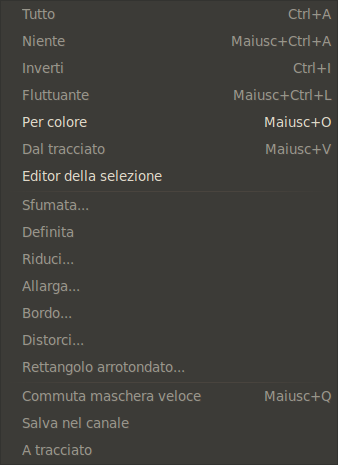 Tutto Ctrl+A
Niente Maiusc+Ctrl+A
Inverti Ctrl+I
Fluttuante Maiusc+Ctrl+L
Per colore Maiusc+O
Dal tracciato Maiusc+V
Editor della selezione
Sfumata...
Definita
Riduci...
Allarga...
Bordo...
Distorci...
Rettangolo arrotondato...
Commuta maschera veloce Maiusc+Q
Salva nel canale
A tracciato